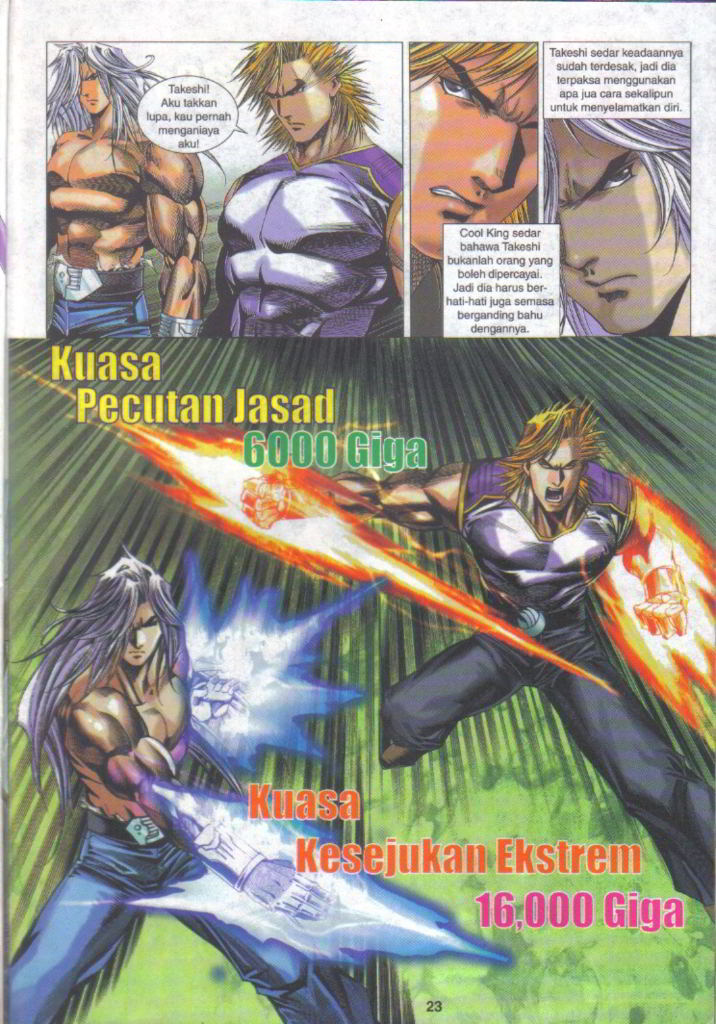 Takeshi!
Aku takkan
lupa, kau pernah
menganiaya
aku!
Takeshi sedar keadaannya
sudah terdesak, jadi dia
terpaksa menggunakan
apa jua cara sekalipun
untuk menyelamatkan diri.
Cool King sedar
bahawa Takeshi
bukanlah orang yang
boleh dipercayai.
Jadi dia harus ber-
hati-hati juga semasa
berganding bahu
dengannya.
Kuasa
Pecutan Jasad
6000 Giga
Kuasa
Kesejukan Ekstrem
16,000 Giga
23